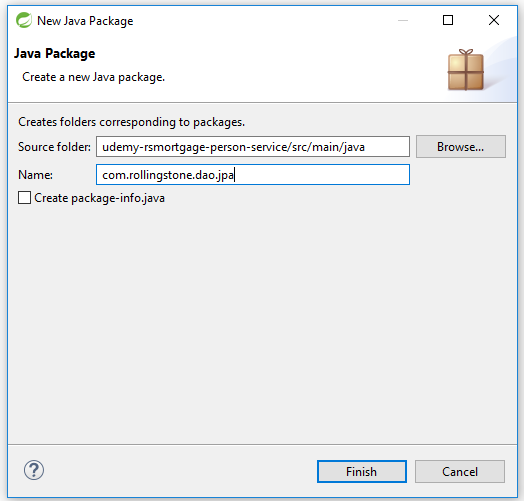 New Java Package
Java Package
Create a new Java package.
Creates folders corresponding to packages.
Source folder: udemy-rsmortgage-person-service/src/main/java Browse...
Name: com.rollingstone.dao.jpa
Create package-info.java
? Finish Cancel